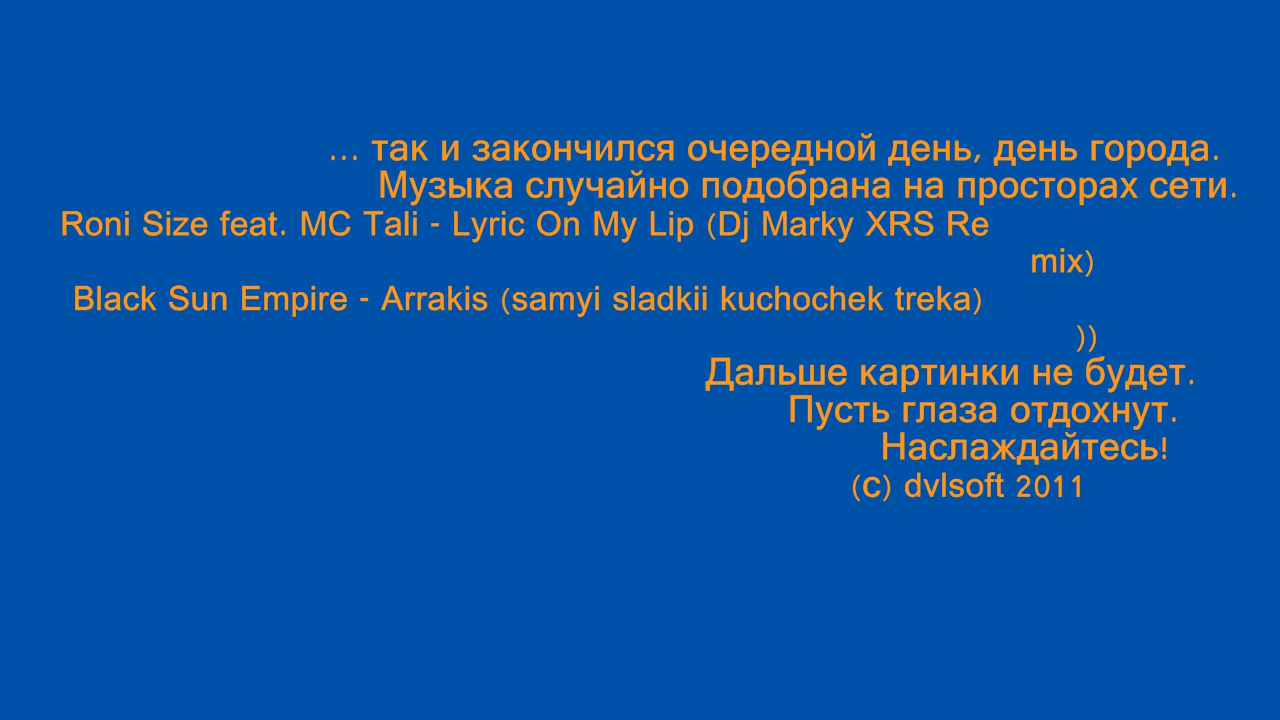 ... так и закончился очередной день, день города.
Музыка случайно подобрана на просторах сети.
Roni Size feat. MC Tali - Lyric On My Lip (Dj Marky XRS Re
mix)
Black Sun Empire - Arrakis (samyi sladkii kuchochek treka)
))
Дальше картинки не будет.
Пусть глаза отдохнут.
Наслаждайтесь!
(c) dvlsoft 2011